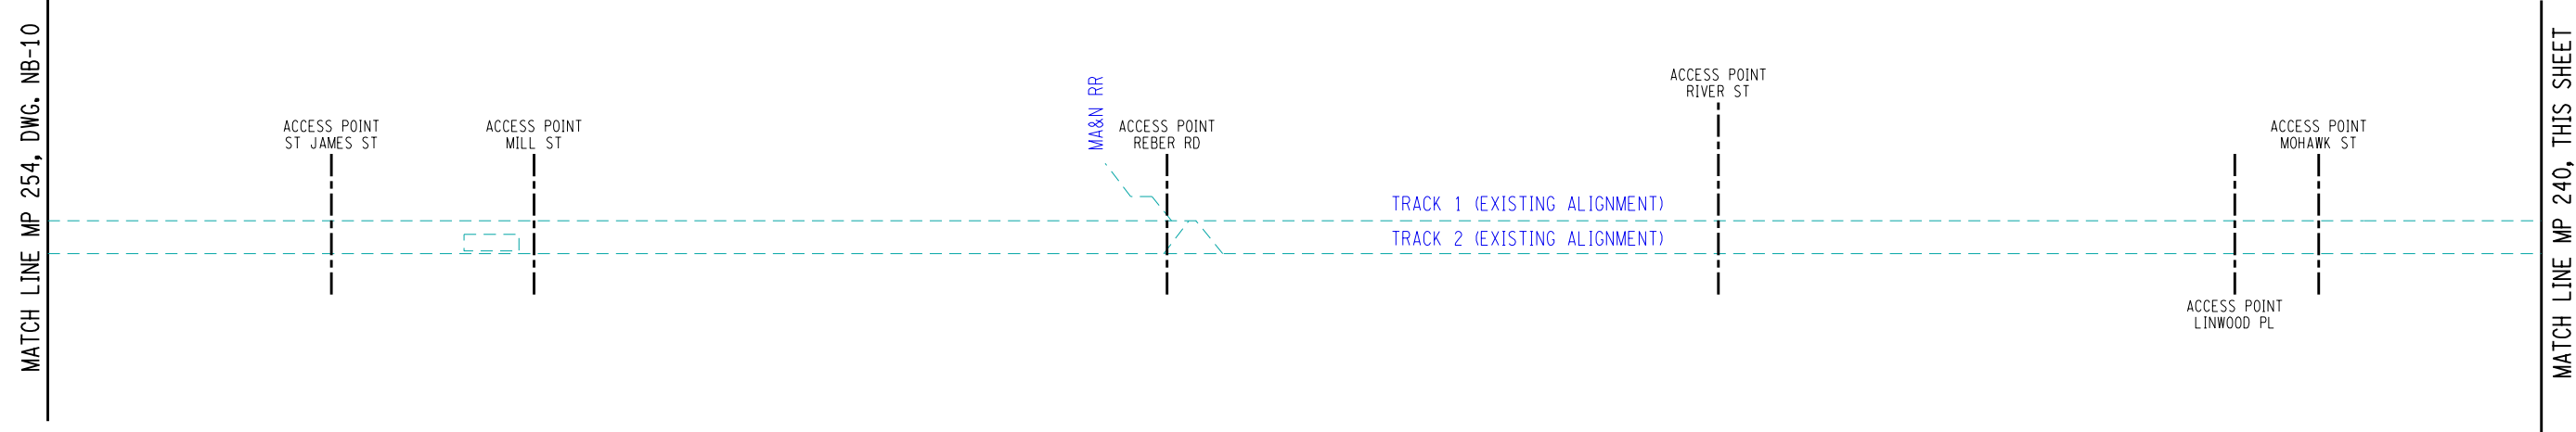 MATCH LINE MP 254, DWG. NB-10
ACCESS POINT
ST JAMES ST
ACCESS POINT
MILL ST
MA&N RR
ACCESS POINT
REBER RD
TRACK 1 (EXISTING ALIGNMENT)
TRACK 2 (EXISTING ALIGNMENT)
ACCESS POINT
RIVER ST
ACCESS POINT
LINWOOD PL
ACCESS POINT
MOHAWK ST
MATCH LINE MP 240, THIS SHEET